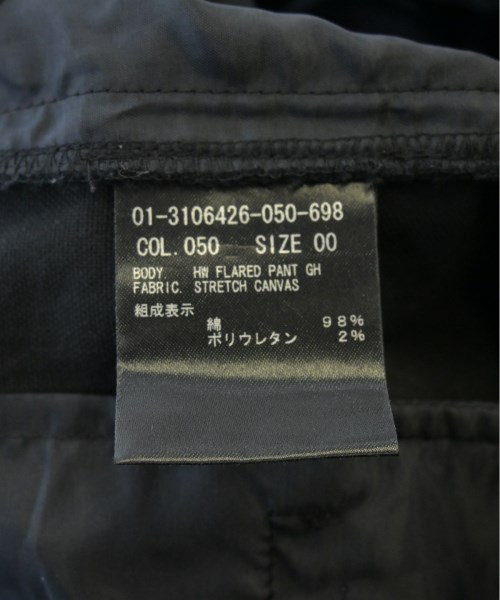 01-3106426-050-698
COL.050 SIZE 00
BODY. HW FLARED PANT GH
FABRIC. STRETCH CANVAS
組成表示
綿 98%
ポリウレタン 2%